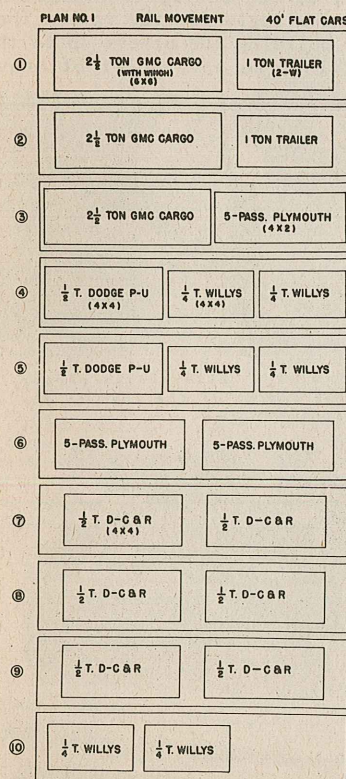 PLAN NO. 1 RAIL MOVEMENT 40' FLAT CARS
① 2½ TON GMC CARGO 1 TON TRAILER
(WITH WINCH) (2-W)
(6X6)
② 2½ TON GMC CARGO 1 TON TRAILER
③ 2½ TON GMC CARGO 5-PASS. PLYMOUTH
(4X2)
④ ½ T. DODGE P-U ¼ T. WILLYS ¼ T. WILLYS
(4X4) (4X4)
⑤ ½ T. DODGE P-U ¼ T. WILLYS ¼ T. WILLYS
⑥ 5-PASS. PLYMOUTH 5-PASS. PLYMOUTH
⑦ ½ T. D-C&R ½ T. D-C&R
(4X4)
⑧ ½ T. D-C&R ½ T. D-C&R
⑨ ½ T. D-C&R ½ T. D-C&R
⑩ ¼ T. WILLYS ¼ T. WILLYS